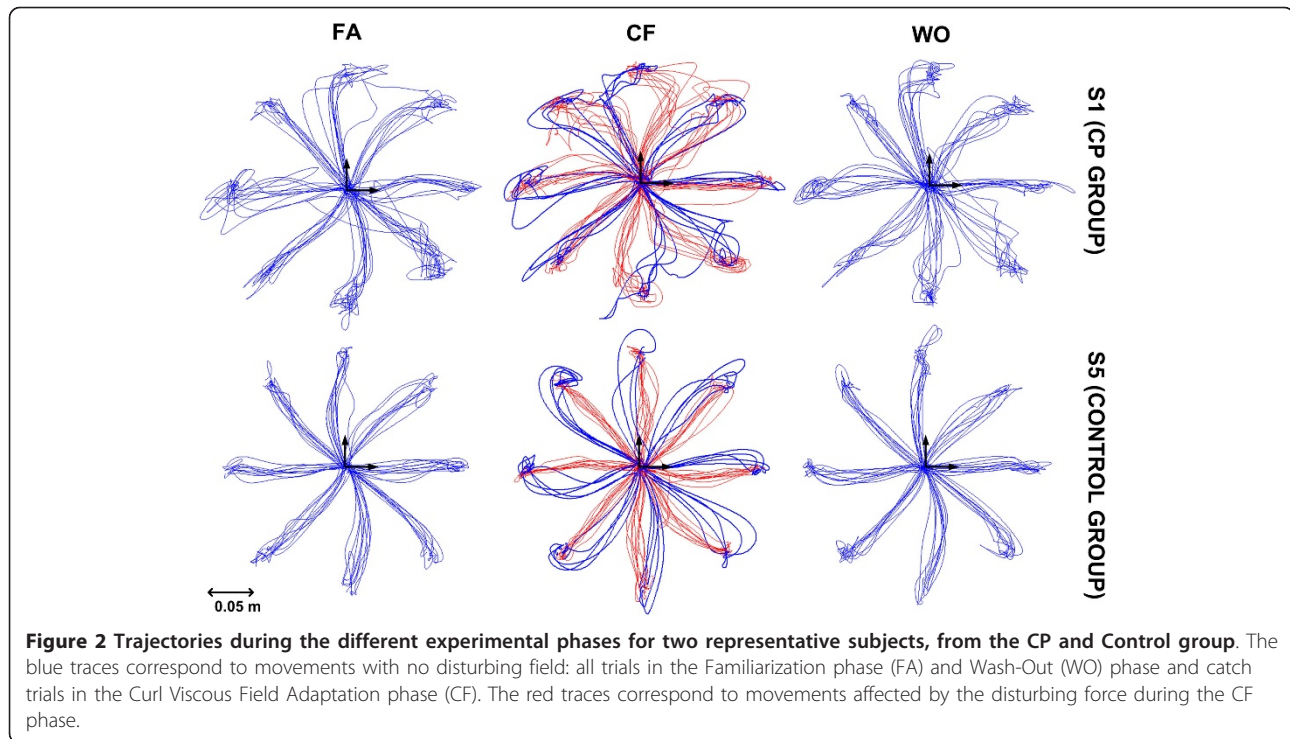 FA CF WO
S1 (CP GROUP)
S5 (CONTROL GROUP)
0.05 m
Figure 2 Trajectories during the different experimental phases for two representative subjects, from the CP and Control group. The
blue traces correspond to movements with no disturbing field: all trials in the Familiarization phase (FA) and Wash-Out (WO) phase and catch
trials in the Curl Viscous Field Adaptation phase (CF). The red traces correspond to movements affected by the disturbing force during the CF
phase.